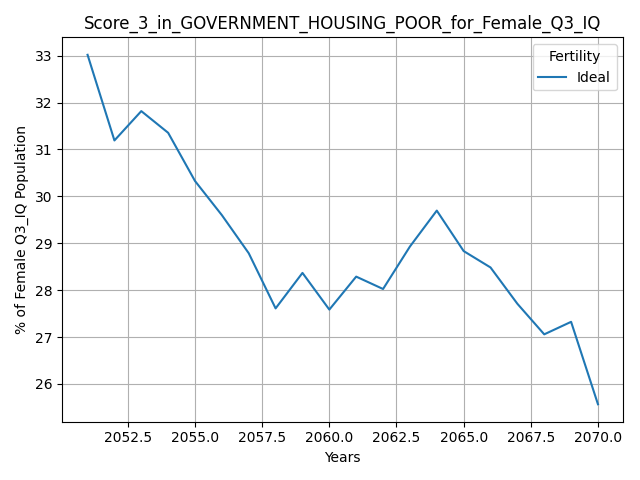 Score_3_in_GOVERNMENT_HOUSING_POOR_for_Female_Q3_IQ
Fertility
Ideal
% of Female Q3_IQ Population
33
32
31
30
29
28
27
26
2052.5 2055.0 2057.5 2060.0 2062.5 2065.0 2067.5 2070.0
Years